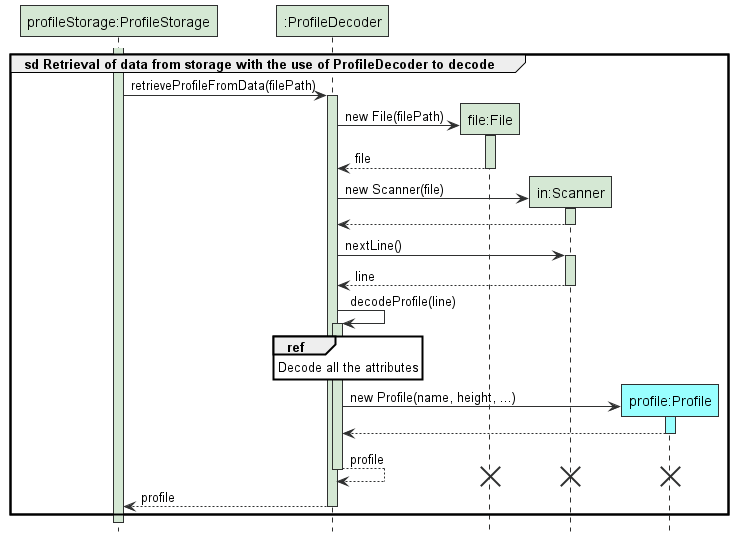 profileStorage:ProfileStorage
:ProfileDecoder
sd Retrieval of data from storage with the use of ProfileDecoder to decode
retrieveProfileFromData(filePath)
new File(filePath)
file:File
file
new Scanner(file)
in:Scanner
nextLine()
line
decodeProfile(line)
ref
Decode all the attributes
new Profile(name, height, ...)
profile:Profile
profile
profile